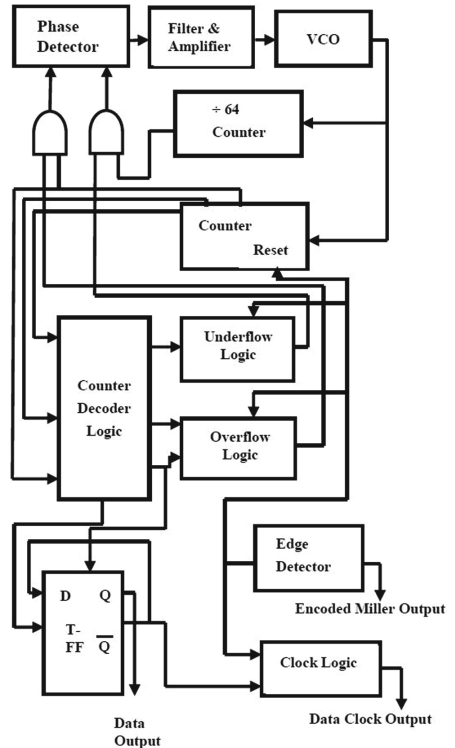 Phase
Detector
Filter &
Amplifier
VCO
÷ 64
Counter
Counter
Reset
Underflow
Logic
Counter
Decoder
Logic
Overflow
Logic
Edge
Detector
Encoded Miller Output
D Q
T-
FF Q̅
Clock Logic
Data Clock Output
Data
Output